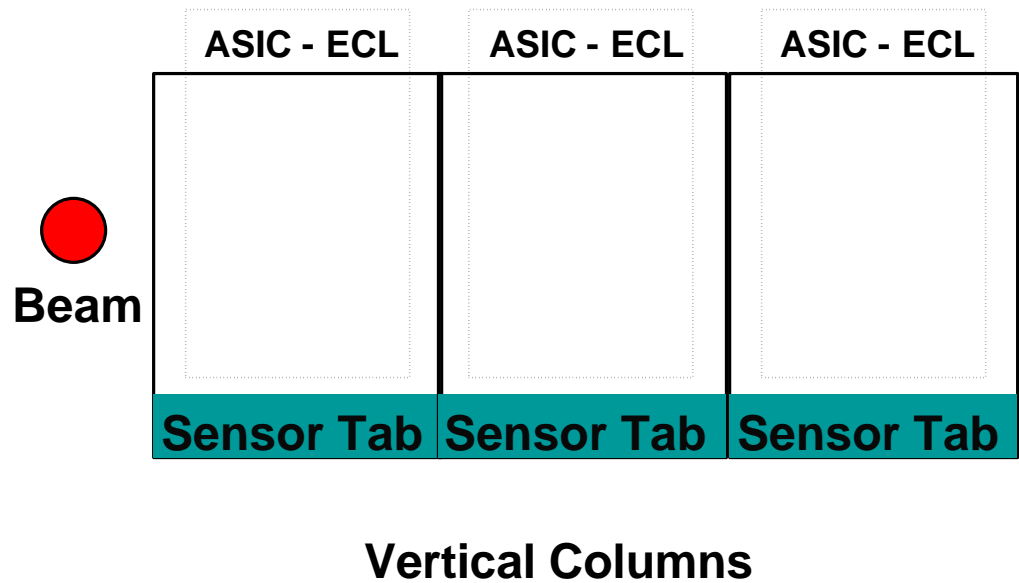 ASIC - ECL ASIC - ECL ASIC - ECL
Beam
Sensor Tab Sensor Tab Sensor Tab
Vertical Columns